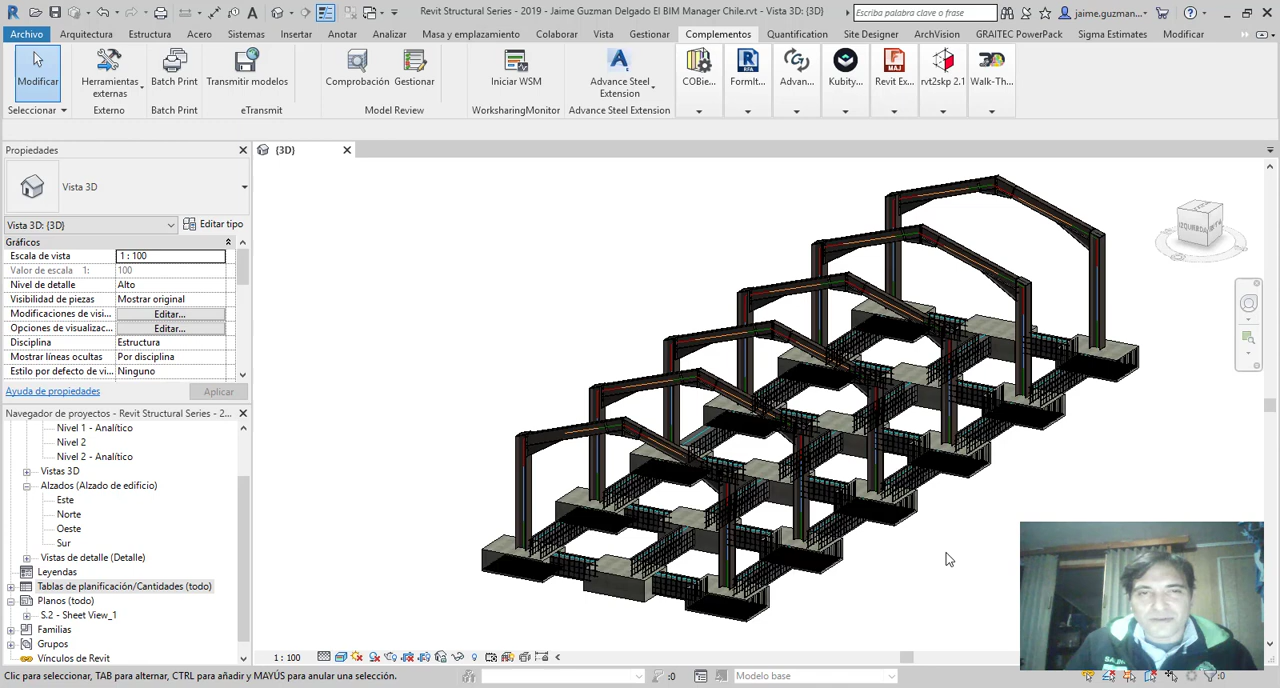 Revit Structural Series - 2019 - Jaime Guzman Delgado El BIM Manager Chile.rvt - Vista 3D: {3D}
Escriba palabra clave o frase
jaime.guzman...
Archivo Arquitectura Estructura Acero Sistemas Insertar Anotar Analizar Masa y emplazamiento Colaborar Vista Gestionar Complementos Quantification Site Designer ArchVision GRAITEC PowerPack Sigma Estimates Modificar
Modificar
Herramientas externas
Batch Print
Transmitir modelos
Comprobación
Gestionar
Iniciar WSM
Advance Steel Extension
COBie...
FormIt...
Advan...
Kubity...
Revit Ex...
rvt2skp 2.1
Walk-Th...
Seleccionar
Externo
Batch Print
eTransmit
Model Review
WorksharingMonitor
Advance Steel Extension
Propiedades
{3D}
Vista 3D
Vista 3D: {3D}
Editar tipo
Gráficos
Escala de vista 1 : 100
Valor de escala 1: 100
Nivel de detalle Alto
Visibilidad de piezas Mostrar original
Modificaciones de visi... Editar...
Opciones de visualizac... Editar...
Disciplina Estructura
Mostrar líneas ocultas Por disciplina
Estilo por defecto de vi... Ninguno
Ayuda de propiedades
Aplicar
Navegador de proyectos - Revit Structural Series - 2...
Nivel 1 - Analítico
Nivel 2
Nivel 2 - Analítico
Vistas 3D
Alzados (Alzado de edificio)
Este
Norte
Oeste
Sur
Vistas de detalle (Detalle)
Leyendas
Tablas de planificación/Cantidades (todo)
Planos (todo)
S.2 - Sheet View_1
Familias
Grupos
Vínculos de Revit
IZQUIERDA
1 : 100
Clic para seleccionar, TAB para alternar, CTRL para añadir y MAYÚS para anular una selección.
:0
Modelo base
:0